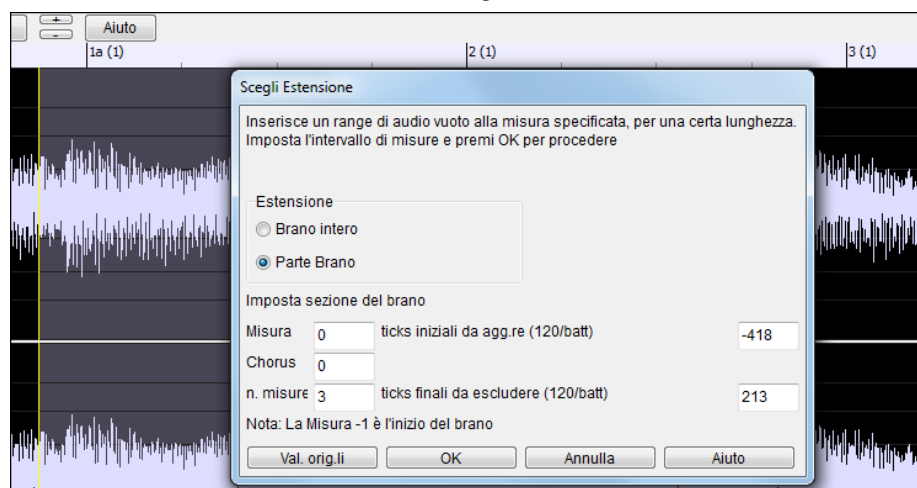 +
-
Aiuto
1a (1)
2 (1)
3 (1)
Scegli Estensione
Inserisce un range di audio vuoto alla misura specificata, per una certa lunghezza.
Imposta l'intervallo di misure e premi OK per procedere
Estensione
Brano intero
Parte Brano
Imposta sezione del brano
Misura 0 ticks iniziali da agg.re (120/batt) -418
Chorus 0
n. misure 3 ticks finali da escludere (120/batt) 213
Nota: La Misura -1 è l'inizio del brano
Val. orig.li OK Annulla Aiuto